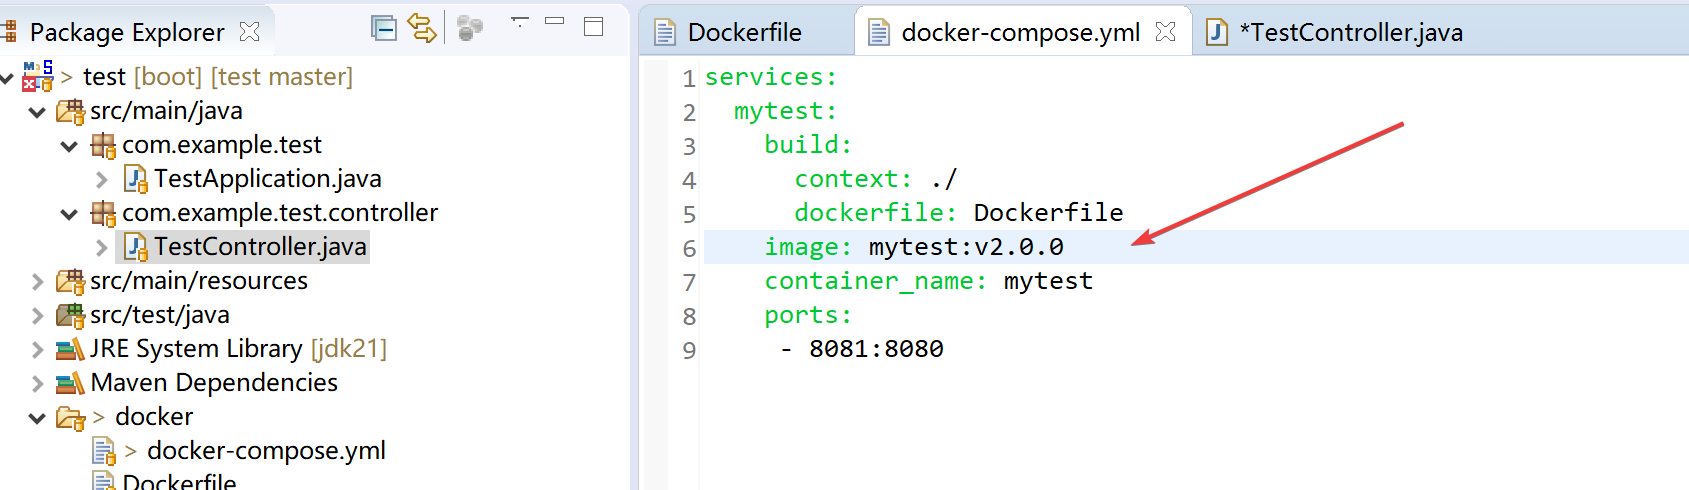 Package Explorer
> test [boot] [test master]
src/main/java
com.example.test
TestApplication.java
com.example.test.controller
TestController.java
src/main/resources
src/test/java
JRE System Library [jdk21]
Maven Dependencies
> docker
> docker-compose.yml
Dockerfile
Dockerfile
docker-compose.yml
*TestController.java
1 services:
2   mytest:
3     build:
4       context: ./
5       dockerfile: Dockerfile
6     image: mytest:v2.0.0
7     container_name: mytest
8     ports:
9      - 8081:8080